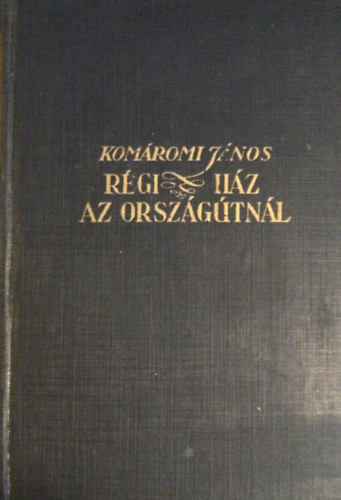 KOMÁROMI JÁNOS
RÉGI HÁZ
AZ ORSZÁGÚTNÁL